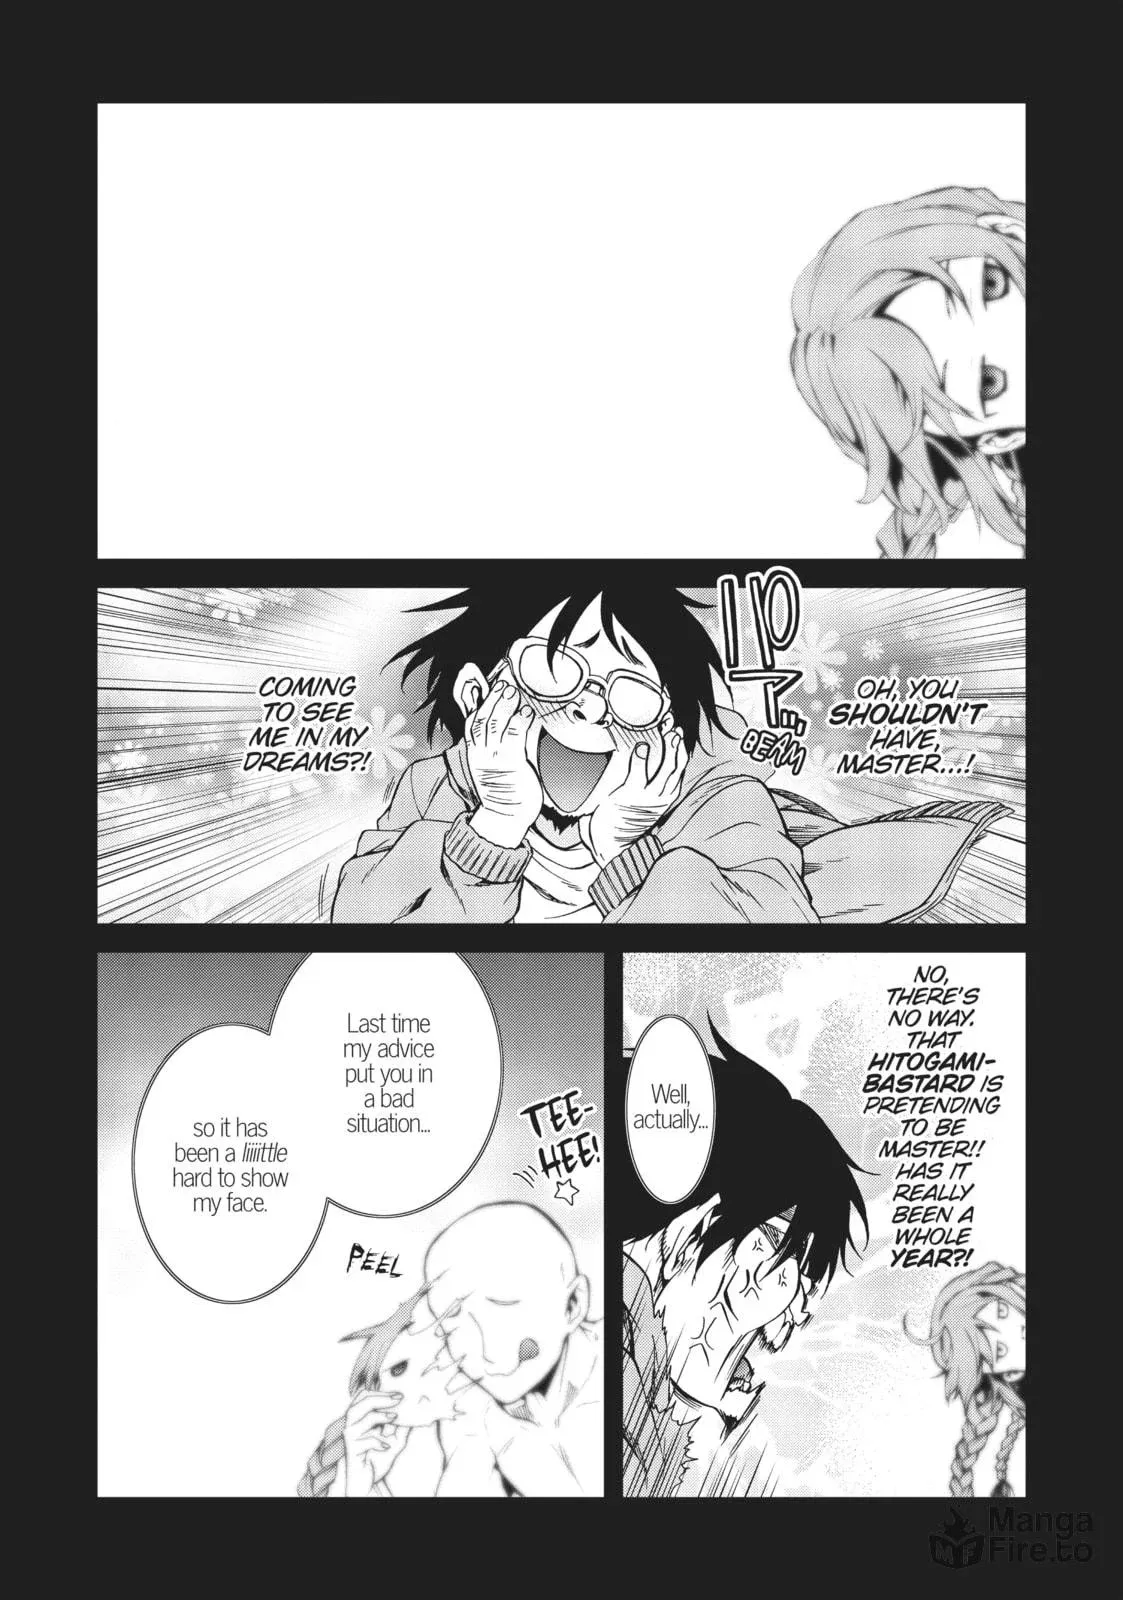 OH, YOU
SHOULDN'T
HAVE,
MASTER...!
パァ...
BEAM
COMING
TO SEE
ME IN MY
DREAMS?!
NO,
THERE'S
NO WAY.
THAT
HITOGAMI-
BASTARD IS
PRETENDING
TO BE
MASTER!!
HAS IT
REALLY
BEEN A
WHOLE
YEAR?!
Well,
actually...
Last time
my advice
put you in
a bad
situation...
TEE-
HEE!
so it has
been a liiiittle
hard to show
my face.
PEEL
Manga
Fire.to
MF